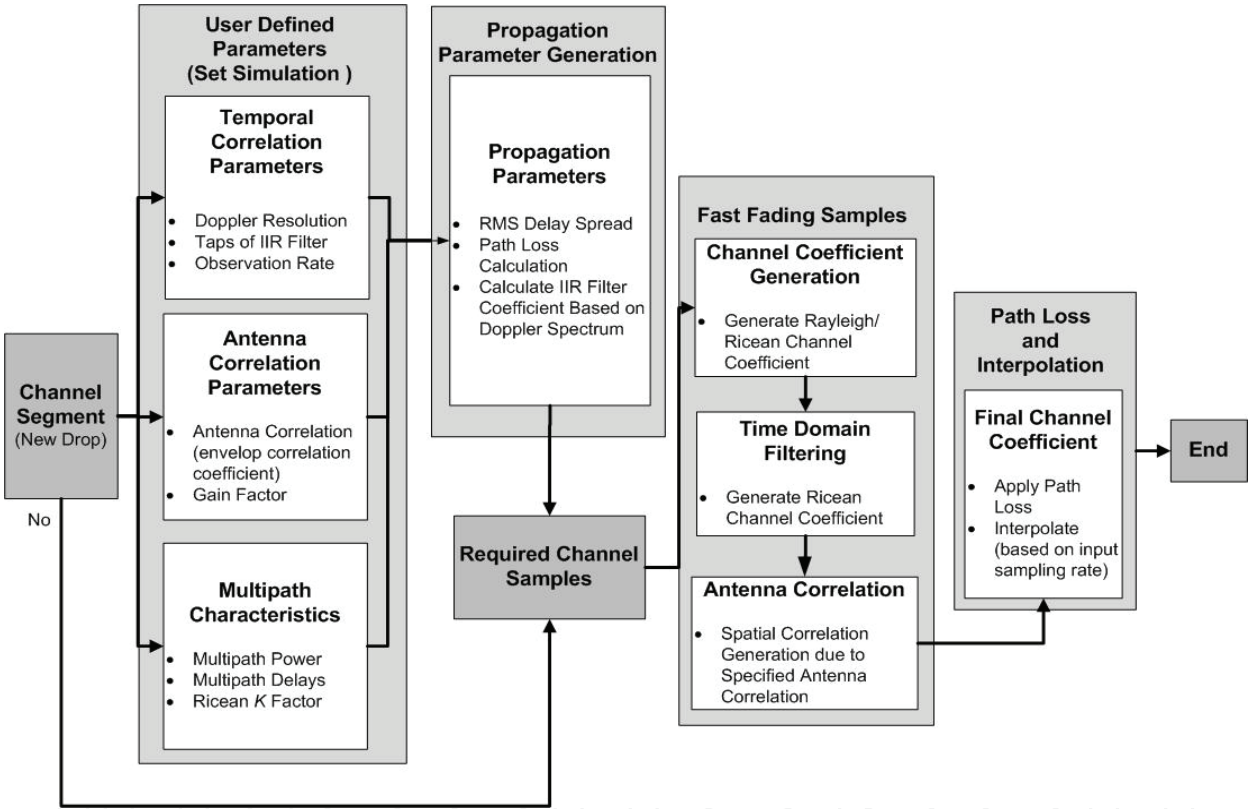 User Defined
Parameters
(Set Simulation )
Temporal
Correlation
Parameters
• Doppler Resolution
• Taps of IIR Filter
• Observation Rate
Antenna
Correlation
Parameters
• Antenna Correlation
(envelop correlation
coefficient)
• Gain Factor
Multipath
Characteristics
• Multipath Power
• Multipath Delays
• Ricean K Factor
Channel
Segment
(New Drop)
No
Propagation
Parameter Generation
Propagation
Parameters
• RMS Delay Spread
• Path Loss
Calculation
• Calculate IIR Filter
Coefficient Based on
Doppler Spectrum
Required Channel
Samples
Fast Fading Samples
Channel Coefficient
Generation
• Generate Rayleigh/
Ricean Channel
Coefficient
Time Domain
Filtering
• Generate Ricean
Channel Coefficient
Antenna Correlation
• Spatial Correlation
Generation due to
Specified Antenna
Correlation
Path Loss
and
Interpolation
Final Channel
Coefficient
• Apply Path
Loss
• Interpolate
(based on input
sampling rate)
End